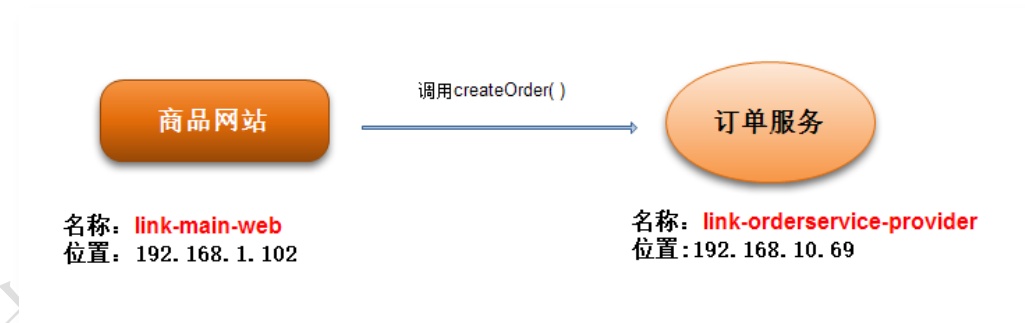 调用createOrder( )
商品网站
订单服务
名称：link-main-web
位置：192.168.1.102
名称：link-orderservice-provider
位置:192.168.10.69